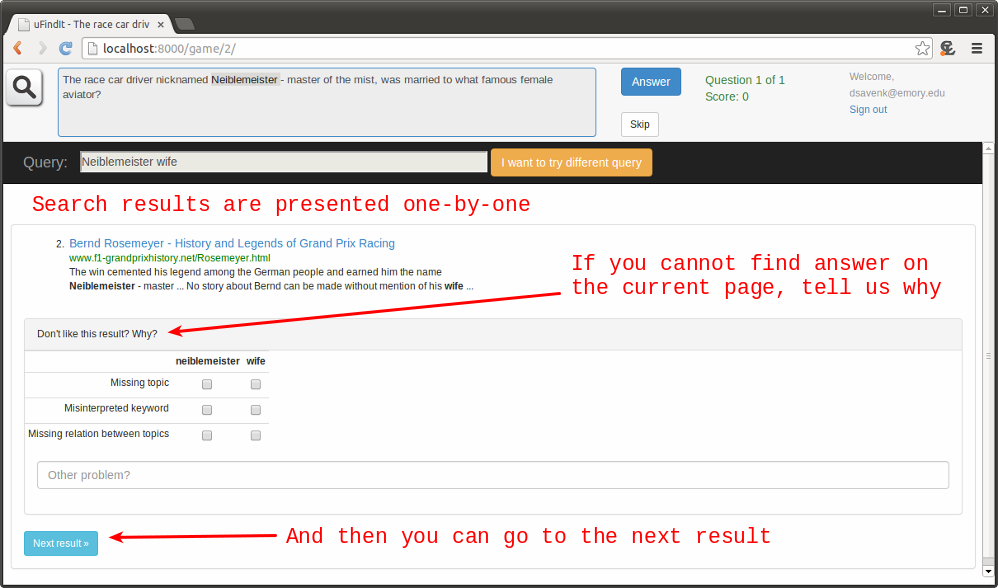 uFindIt - The race car driv
localhost:8000/game/2/
The race car driver nicknamed Neiblemeister - master of the mist, was married to what famous female
aviator?
Answer
Skip
Question 1 of 1
Score: 0
Welcome,
dsavenk@emory.edu
Sign out
Query: Neiblemeister wife I want to try different query
Search results are presented one-by-one
2. Bernd Rosemeyer - History and Legends of Grand Prix Racing
www.f1-grandprixhistory.net/Rosemeyer.html
The win cemented his legend among the German people and earned him the name
Neiblemeister - master ... No story about Bernd can be made without mention of his wife ...
If you cannot find answer on
the current page, tell us why
Don't like this result? Why?
neiblemeister wife
Missing topic
Misinterpreted keyword
Missing relation between topics
Other problem?
Next result »
And then you can go to the next result